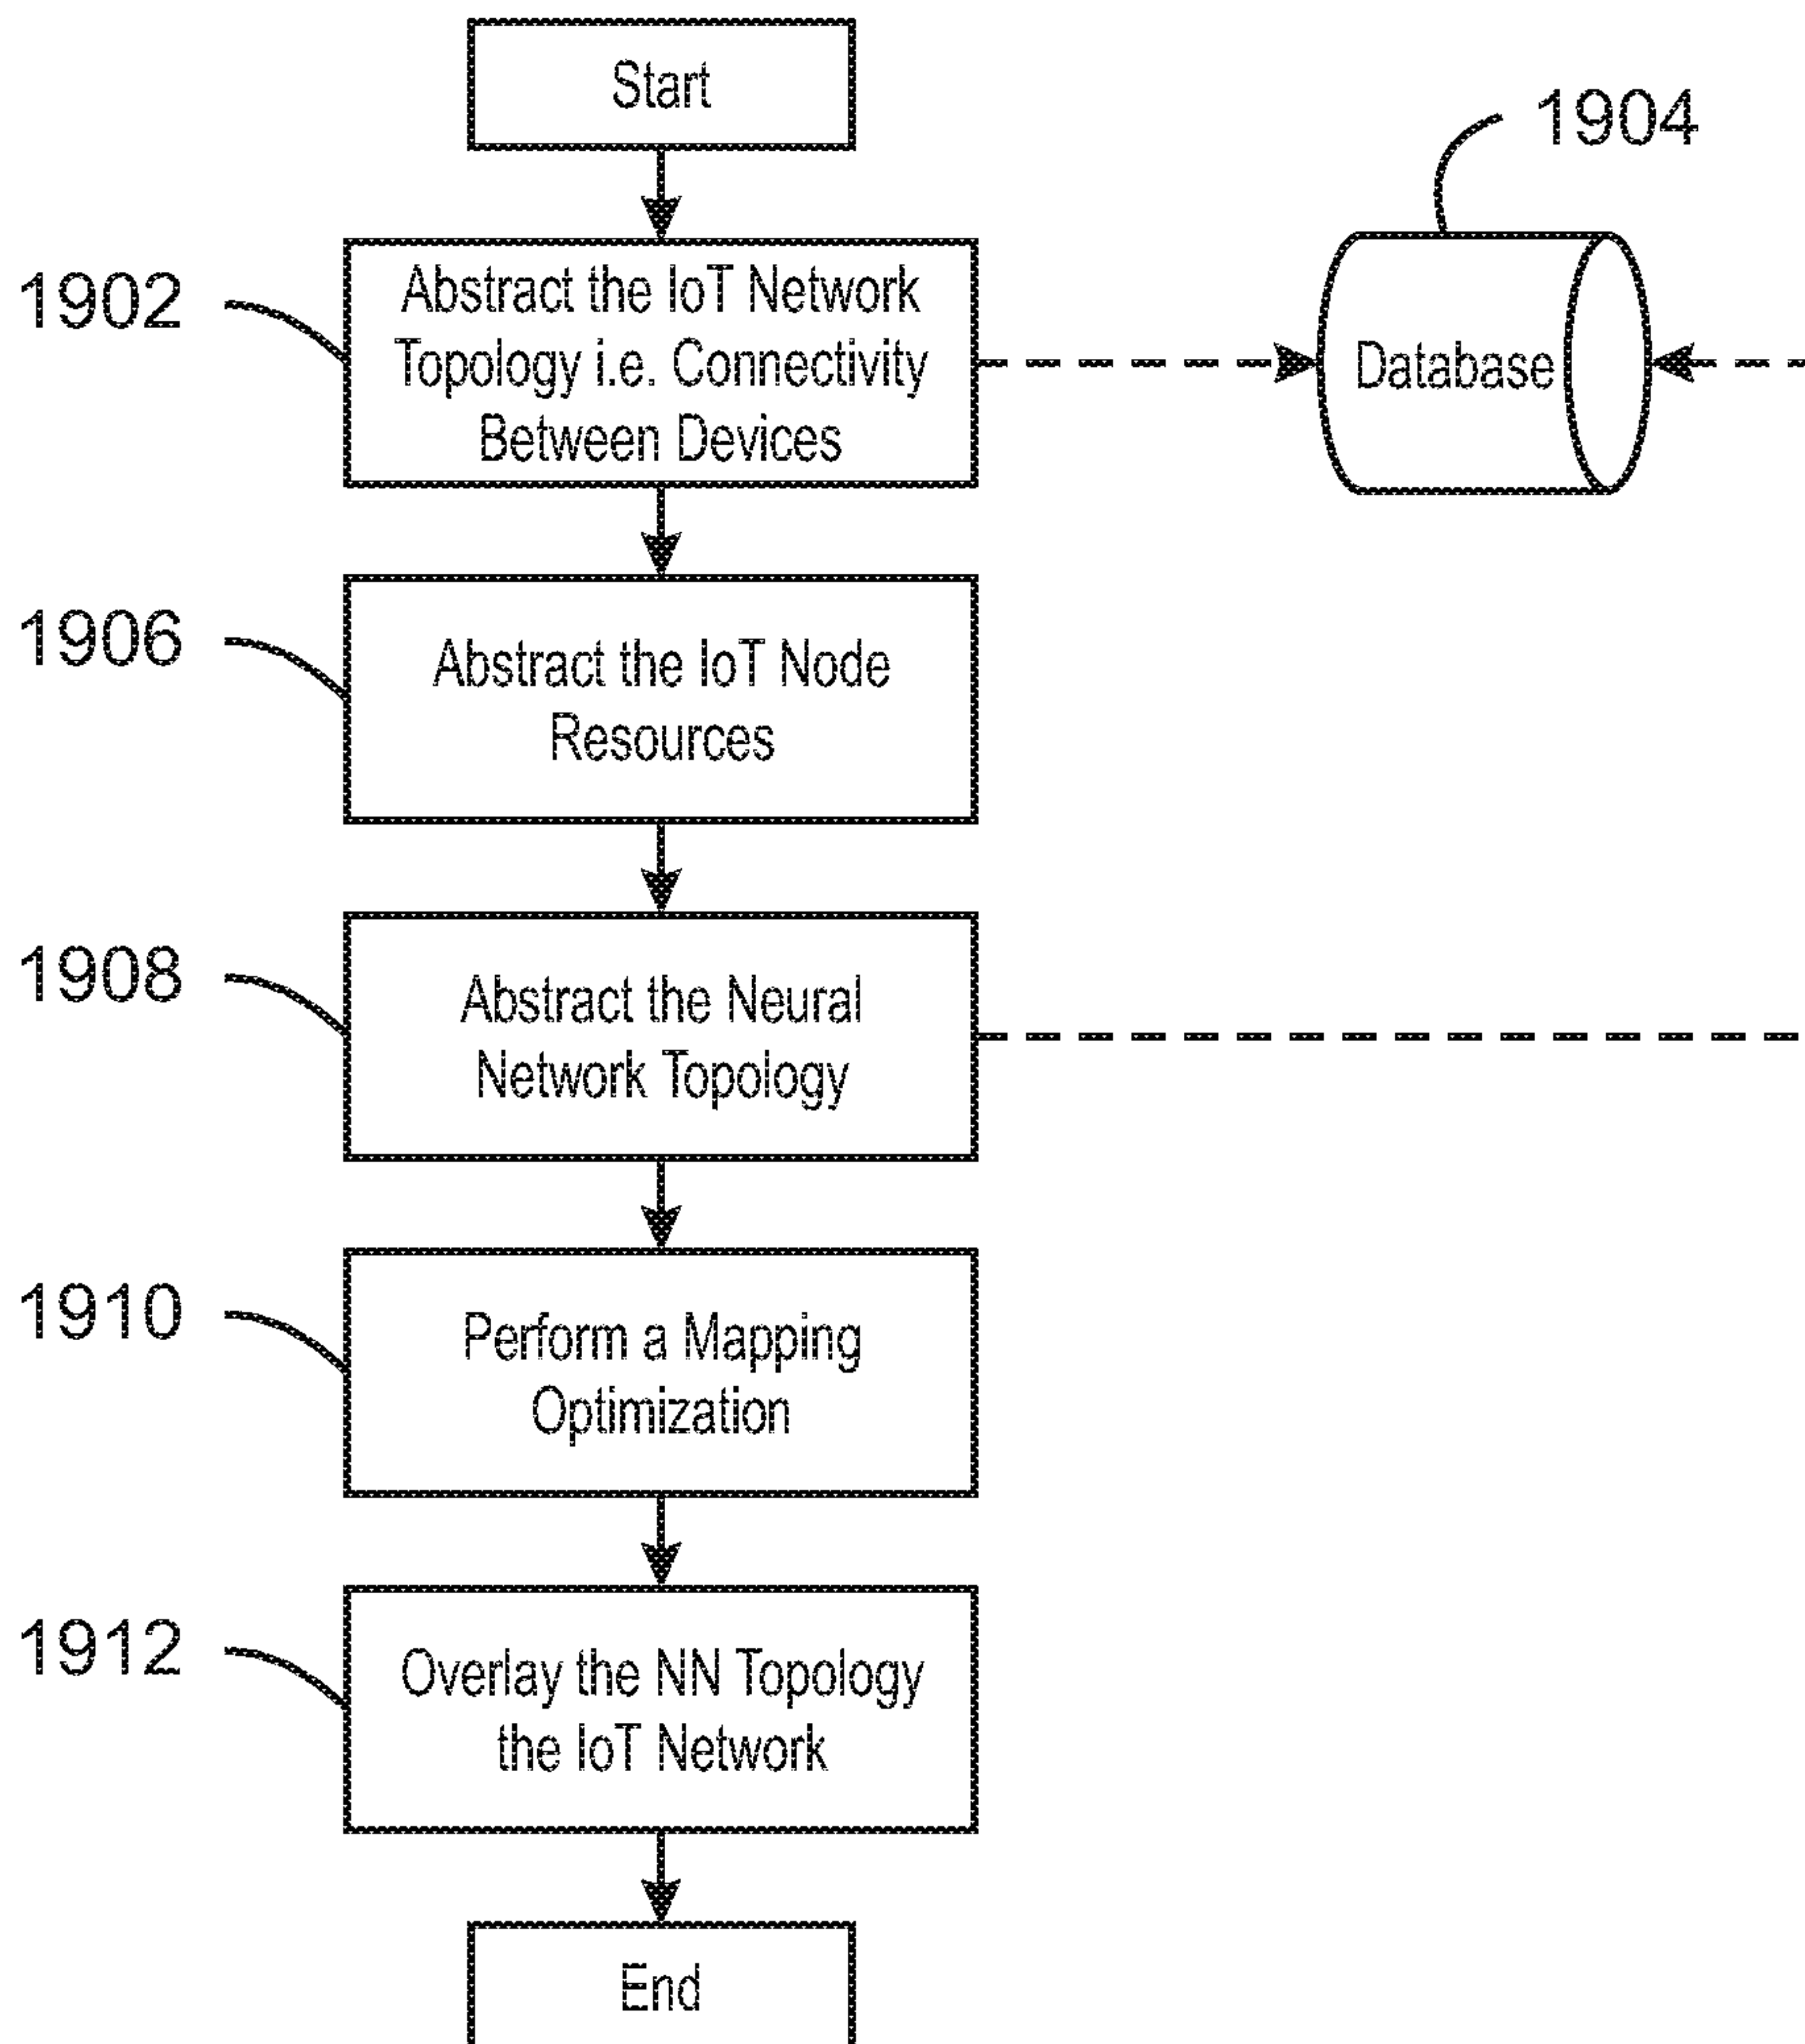 Start
1904
1902
Abstract the IoT Network
Topology i.e. Connectivity
Between Devices
Database
1906
Abstract the IoT Node
Resources
1908
Abstract the Neural
Network Topology
1910
Perform a Mapping
Optimization
1912
Overlay the NN Topology
the IoT Network
End